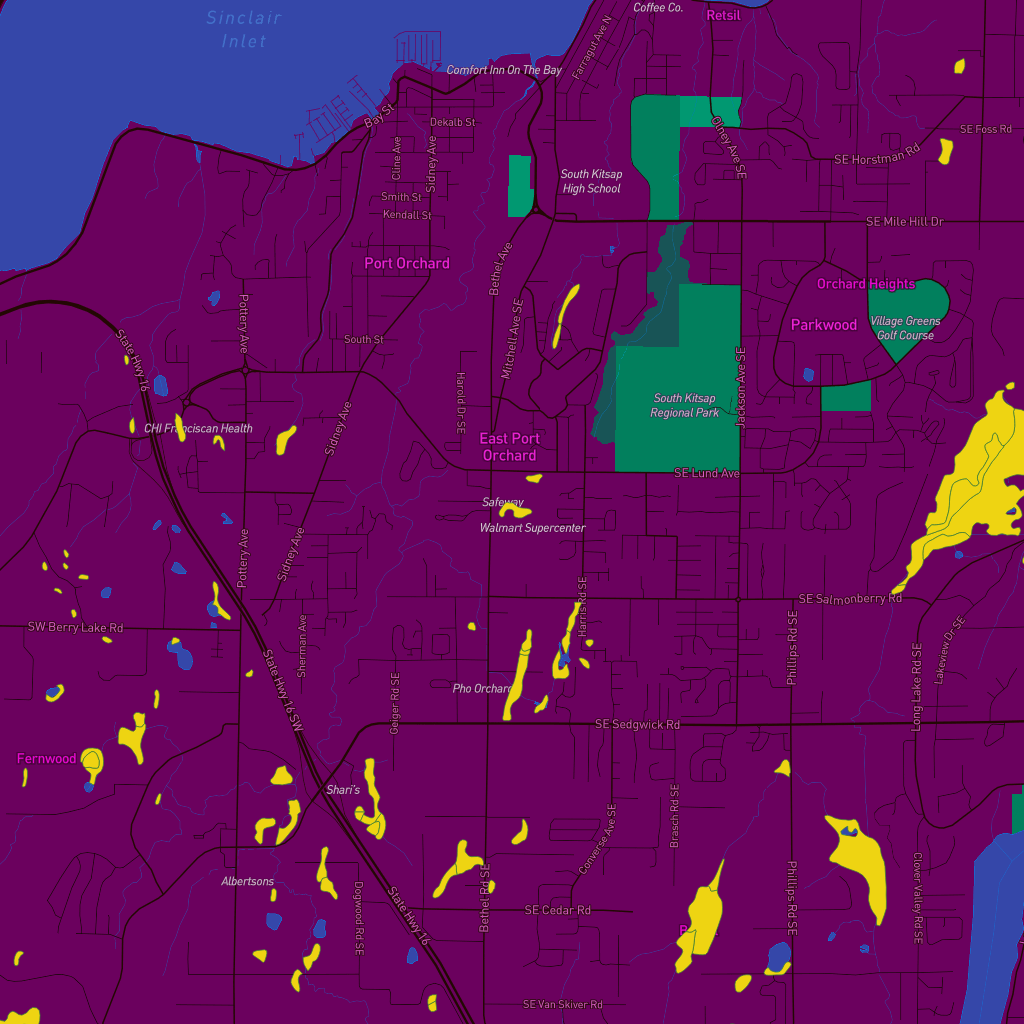 Coffee Co.
Retsil
Sinclair
Inlet
Farragut Ave N
Comfort Inn On The Bay
Bay St
Dekalb St
Olney Ave SE
SE Foss Rd
Cline Ave
Sidney Ave
SE Horstman Rd
South Kitsap
High School
Smith St
Kendall St
SE Mile Hill Dr
Port Orchard
Bethel Ave
Orchard Heights
Pottery Ave
Mitchell Ave SE
Parkwood
Village Greens
Golf Course
State Hwy 16
South St
Jackson Ave SE
Harold Dr SE
South Kitsap
Regional Park
Sidney Ave
CHI Franciscan Health
East Port
Orchard
SE Lund Ave
Safeway
Walmart Supercenter
Pottery Ave
Sidney Ave
Harris Rd SE
SE Salmonberry Rd
SW Berry Lake Rd
Sherman Ave
Phillips Rd SE
Lakeview Dr SE
Long Lake Rd SE
State Hwy 16 SW
Geiger Rd SE
Pho Orchard
SE Sedgwick Rd
Fernwood
Shari's
Converse Ave SE
Brasch Rd SE
Albertsons
Dogwood Rd SE
State Hwy 16
Bethel Rd SE
SE Cedar Rd
Phillips Rd SE
Clover Valley Rd SE
SE Van Skiver Rd